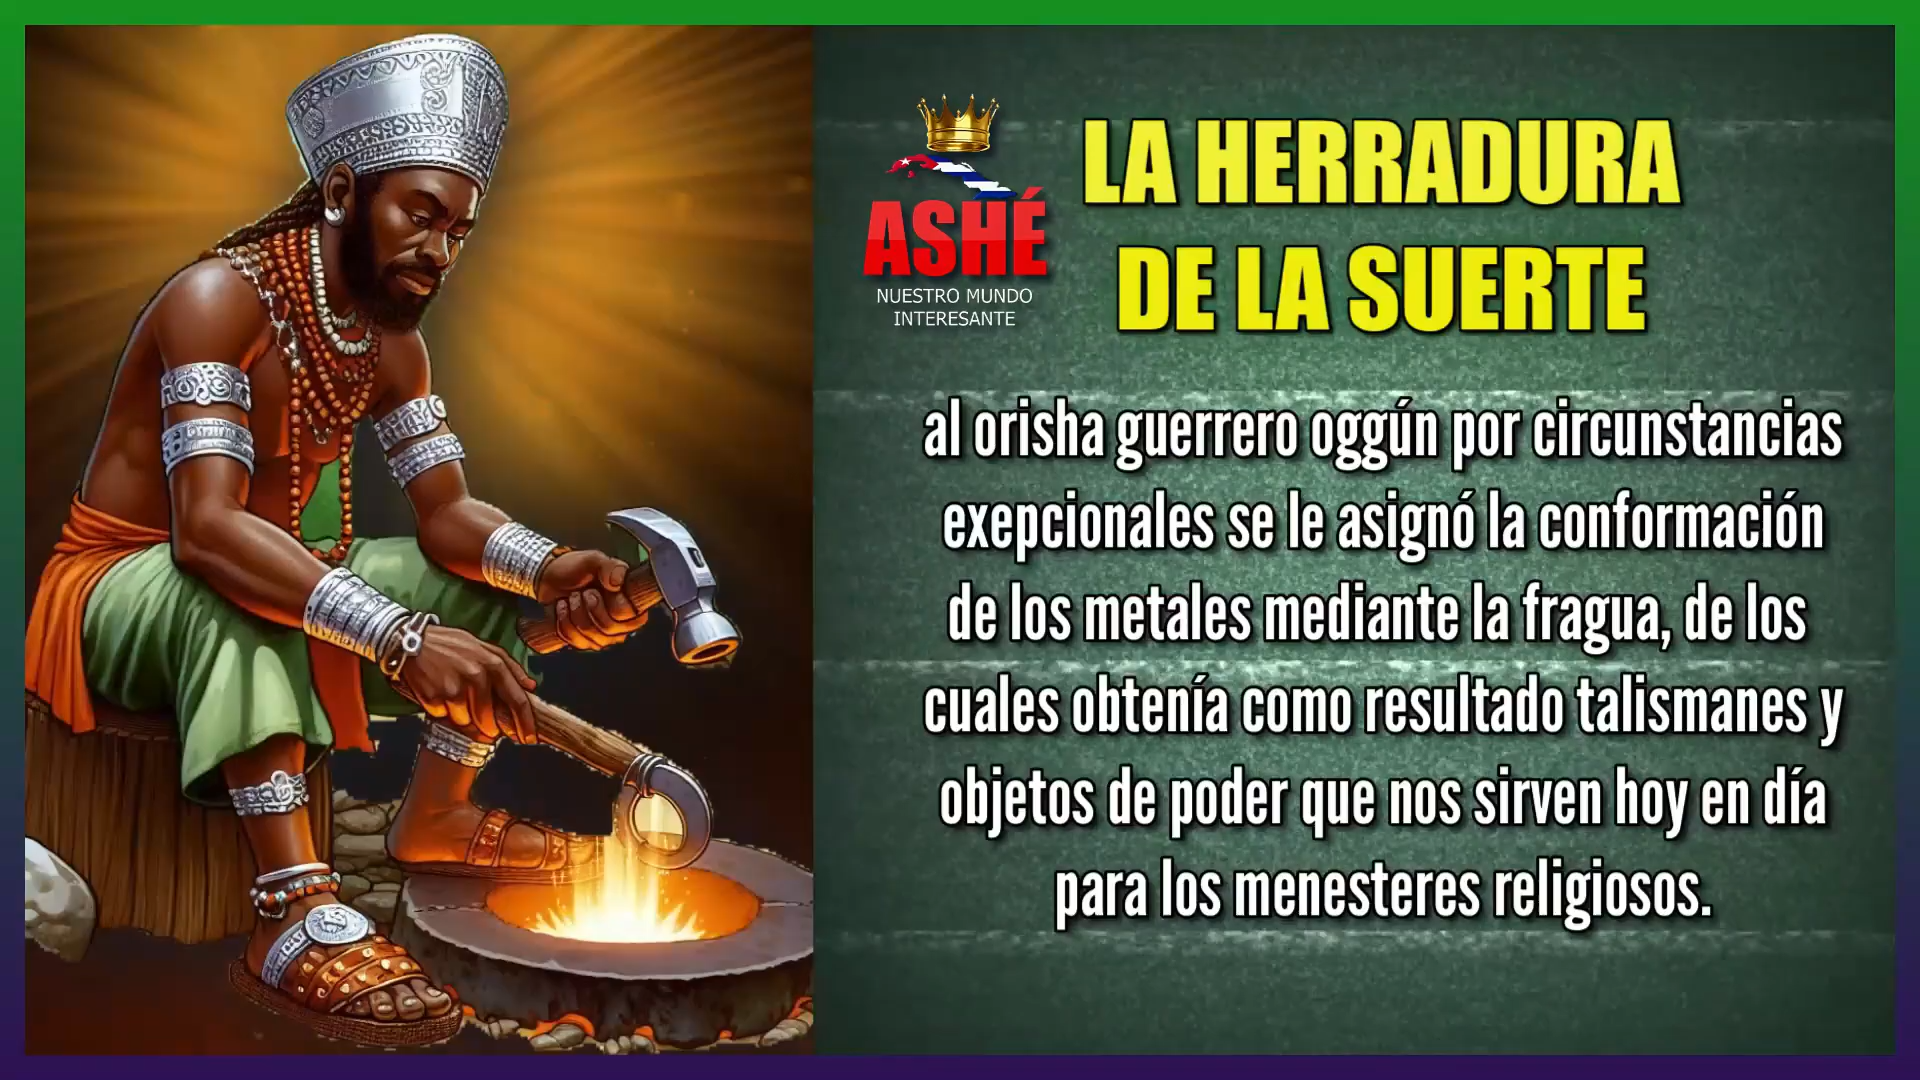 ASHÉ
NUESTRO MUNDO
INTERESANTE
LA HERRADURA
DE LA SUERTE
al orisha guerrero oggún por circunstancias
exepcionales se le asignó la conformación
de los metales mediante la fragua, de los
cuales obtenía como resultado talismanes y
objetos de poder que nos sirven hoy en día
para los menesteres religiosos.